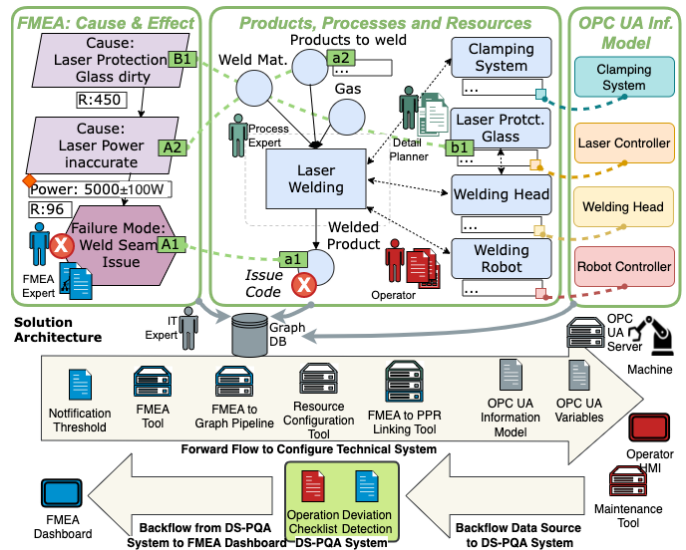 FMEA: Cause & Effect
Products, Processes and Resources
OPC UA Inf.
Model
Cause:
Laser Protection
Glass dirty
B1
R:450
Cause:
Laser Power
inaccurate
A2
Power: 5000±100W
R:96
Failure Mode:
Weld Seam
Issue
A1
X
FMEA
Expert
Products to weld
Weld Mat.
a2
...
Gas
Process
Expert
Laser
Welding
Welded
Product
a1
Issue
Code
X
Detail
Planner
Operator
Clamping
System
...
Laser Protct.
Glass
b1
...
Welding Head
...
Welding
Robot
...
Clamping
System
Laser Controller
Welding Head
Robot Controller
Solution
Architecture
IT
Expert
Graph
DB
OPC
UA
Server
Machine
Notffication
Threshold
FMEA
Tool
FMEA to
Graph Pipeline
Resource
Configuration
Tool
FMEA to PPR
Linking Tool
OPC UA
Information
Model
OPC UA
Variables
Forward Flow to Configure Technical System
Operator
HMI
Maintenance
Tool
FMEA
Dashboard
Backflow from DS-PQA
System to FMEA Dashboard
Operation
Checklist
Deviation
Detection
DS-PQA System
Backflow Data Source
to DS-PQA System